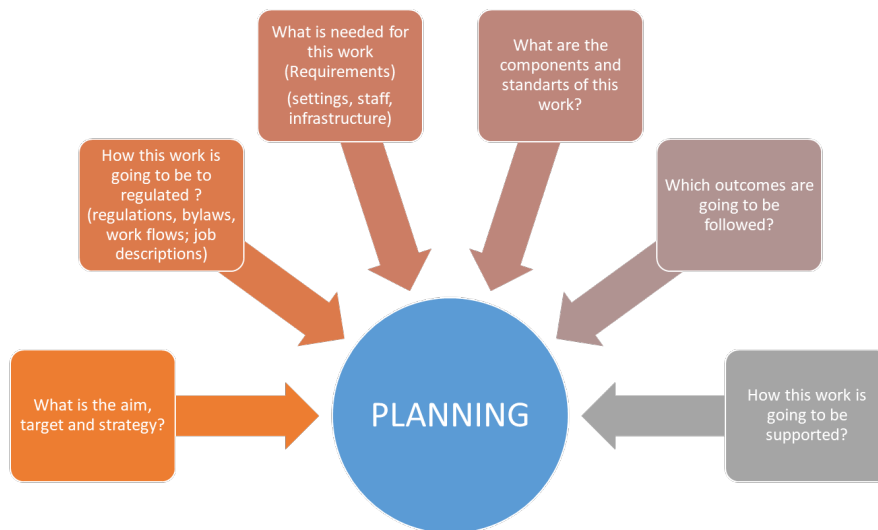 What is needed for
this work
(Requirements)
(settings, staff,
infrastructure)
What are the
components and
standarts of this
work?
How this work is
going to be to
regulated ?
(regulations, bylaws,
work flows; job
descriptions)
Which outcomes are
going to be
followed?
What is the aim,
target and strategy?
PLANNING
How this work is
going to be
supported?